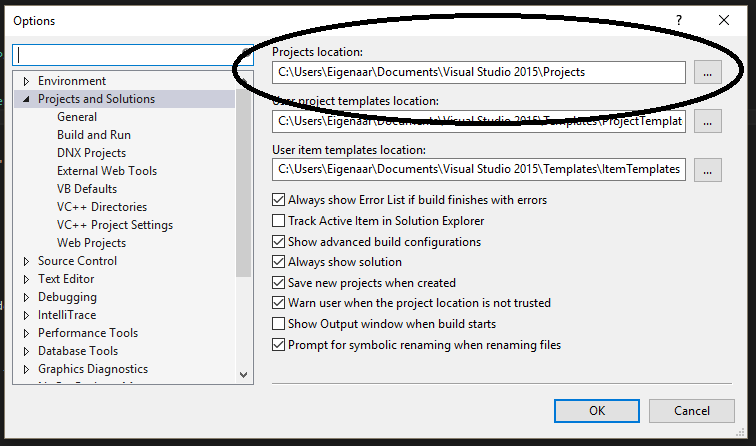 Options
?
Projects location:
C:\Users\Eigenaar\Documents\Visual Studio 2015\Projects
...
User project templates location:
C:\Users\Eigenaar\Documents\Visual Studio 2015\Templates\ProjectTemplat
...
User item templates location:
C:\Users\Eigenaar\Documents\Visual Studio 2015\Templates\ItemTemplates
...
Always show Error List if build finishes with errors
Track Active Item in Solution Explorer
Show advanced build configurations
Always show solution
Save new projects when created
Warn user when the project location is not trusted
Show Output window when build starts
Prompt for symbolic renaming when renaming files
Environment
Projects and Solutions
General
Build and Run
DNX Projects
External Web Tools
VB Defaults
VC++ Directories
VC++ Project Settings
Web Projects
Source Control
Text Editor
Debugging
IntelliTrace
Performance Tools
Database Tools
Graphics Diagnostics
OK
Cancel